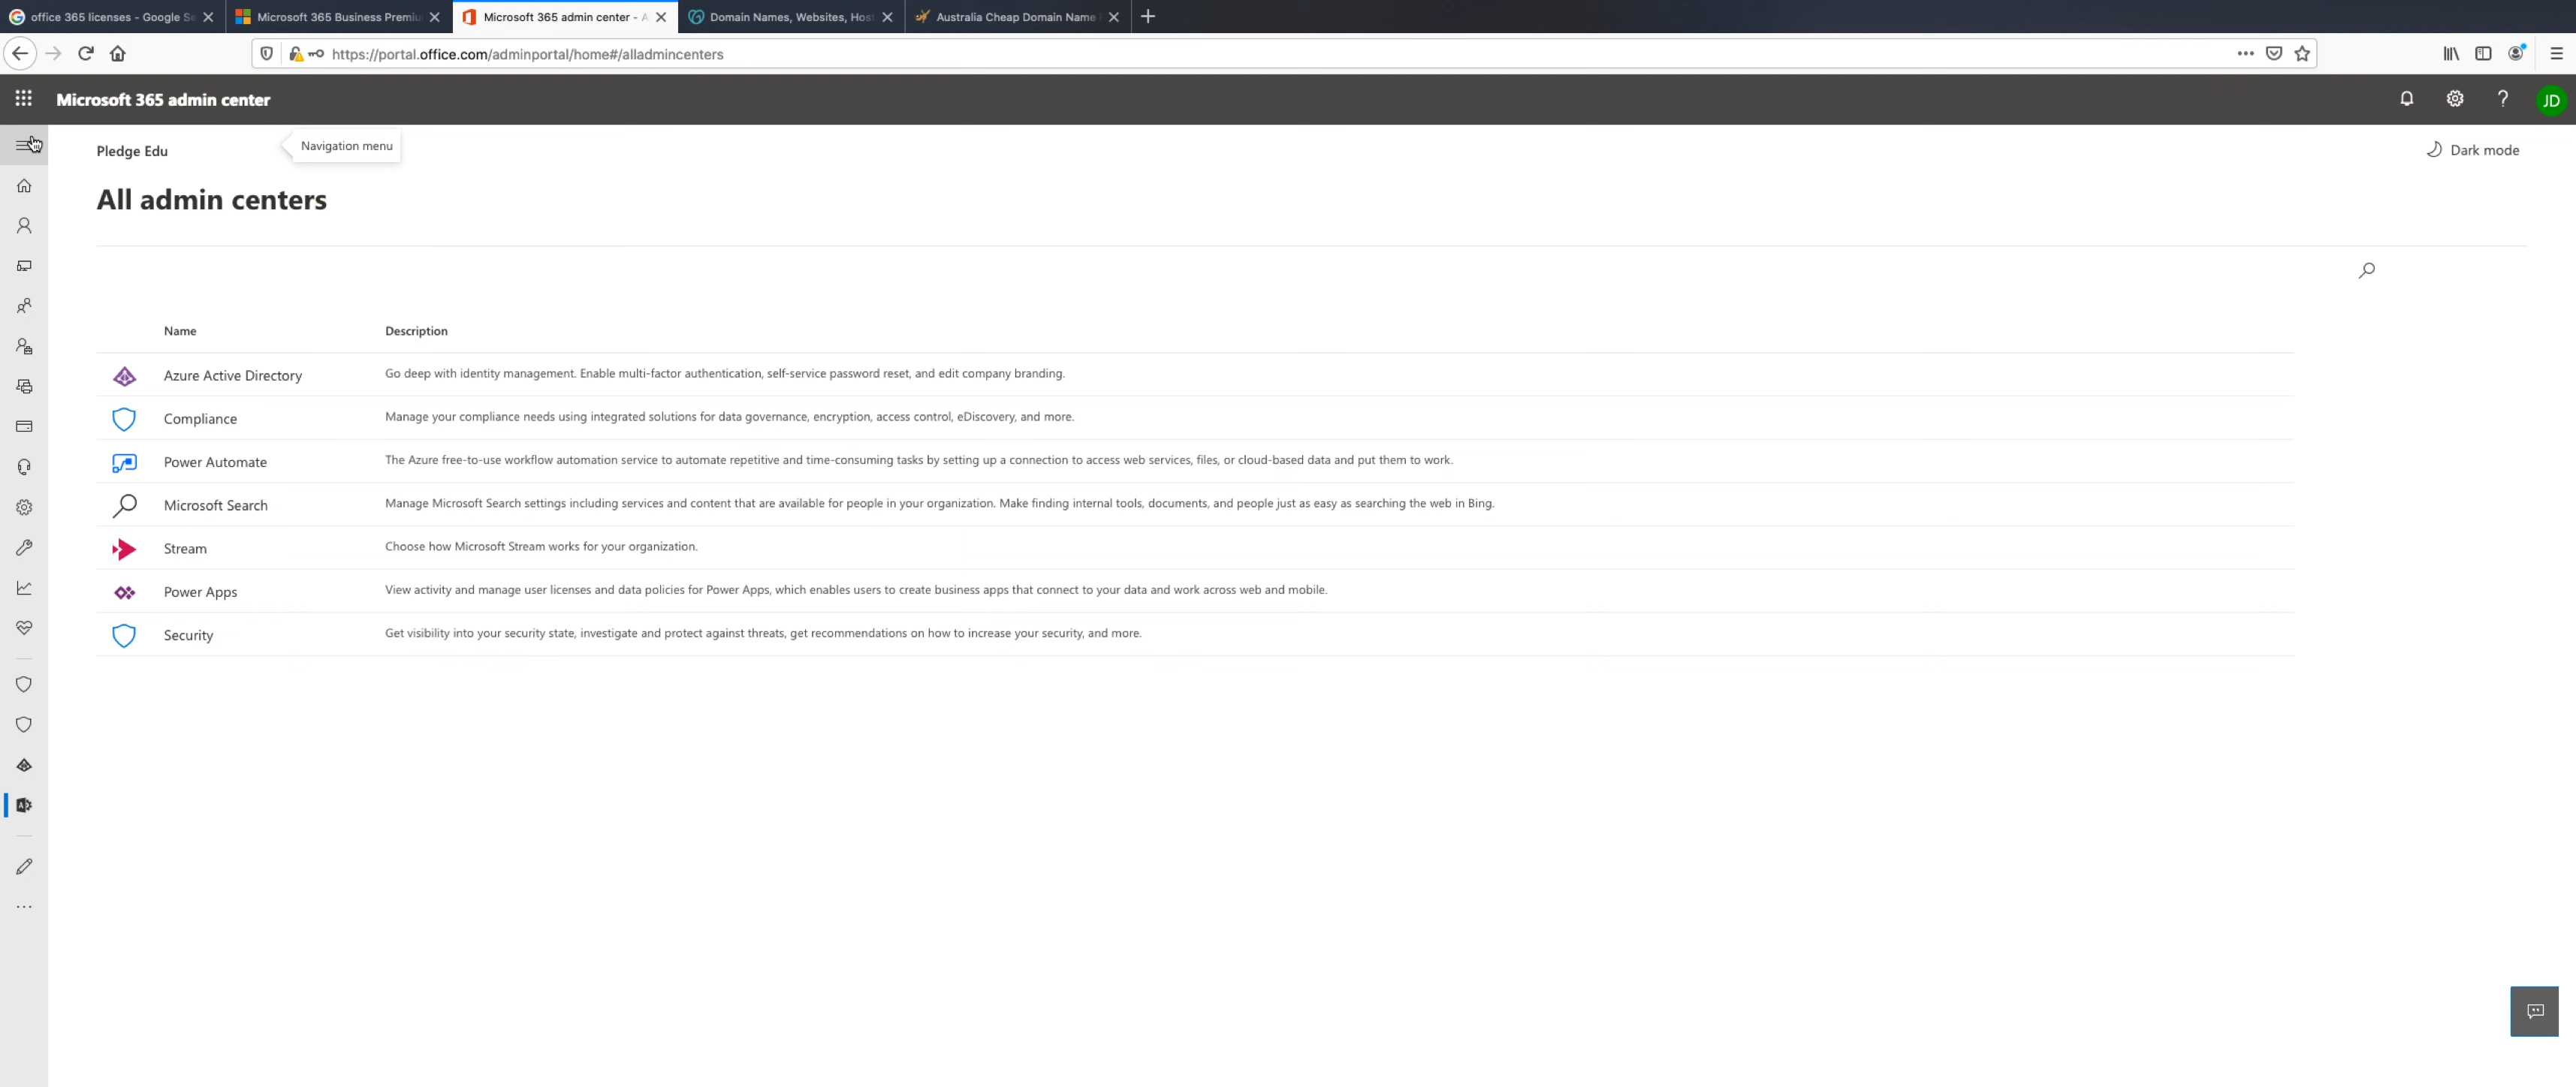 office 365 licenses - Google Se
Microsoft 365 Business Premiu
Microsoft 365 admin center - A
Domain Names, Websites, Host
Australia Cheap Domain Name
https://portal.office.com/adminportal/home#/alladmincenters
Microsoft 365 admin center
JD
Pledge Edu
Navigation menu
Dark mode
All admin centers
Name Description
Azure Active Directory Go deep with identity management. Enable multi-factor authentication, self-service password reset, and edit company branding.
Compliance Manage your compliance needs using integrated solutions for data governance, encryption, access control, eDiscovery, and more.
Power Automate The Azure free-to-use workflow automation service to automate repetitive and time-consuming tasks by setting up a connection to access web services, files, or cloud-based data and put them to work.
Microsoft Search Manage Microsoft Search settings including services and content that are available for people in your organization. Make finding internal tools, documents, and people just as easy as searching the web in Bing.
Stream Choose how Microsoft Stream works for your organization.
Power Apps View activity and manage user licenses and data policies for Power Apps, which enables users to create business apps that connect to your data and work across web and mobile.
Security Get visibility into your security state, investigate and protect against threats, get recommendations on how to increase your security, and more.